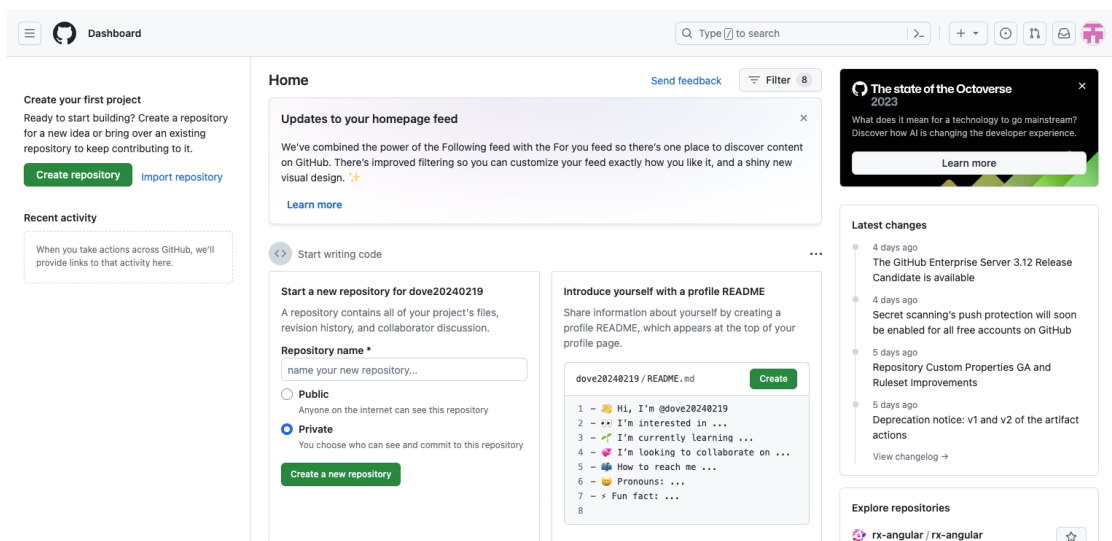 Dashboard
Type / to search
8
Create your first project
Ready to start building? Create a repository
for a new idea or bring over an existing
repository to keep contributing to it.
Create repository
Import repository
Recent activity
When you take actions across GitHub, we'll
provide links to that activity here.
Home
Send feedback
Filter
Updates to your homepage feed
We've combined the power of the Following feed with the For you feed so there's one place to discover content
on GitHub. There's improved filtering so you can customize your feed exactly how you like it, and a shiny new
visual design. ✨
Learn more
Start writing code
Start a new repository for dove20240219
A repository contains all of your project's files,
revision history, and collaborator discussion.
Repository name *
name your new repository...
Public
Anyone on the internet can see this repository
Private
You choose who can see and commit to this repository
Create a new repository
Introduce yourself with a profile README
Share information about yourself by creating a
profile README, which appears at the top of your
profile page.
dove20240219 / README.md
Create
1 - 👋 Hi, I'm @dove20240219
2 - 👀 I'm interested in ...
3 - 🌱 I'm currently learning ...
4 - 💞️ I'm looking to collaborate on ...
5 - 📫 How to reach me ...
6 - 😄 Pronouns: ...
7 - ⚡ Fun fact: ...
8
The state of the Octoverse
2023
What does it mean for a technology to go mainstream?
Discover how AI is changing the developer experience.
Learn more
Latest changes
4 days ago
The GitHub Enterprise Server 3.12 Release
Candidate is available
4 days ago
Secret scanning's push protection will soon
be enabled for all free accounts on GitHub
5 days ago
Repository Custom Properties GA and
Ruleset Improvements
5 days ago
Deprecation notice: v1 and v2 of the artifact
actions
View changelog →
Explore repositories
rx-angular / rx-angular